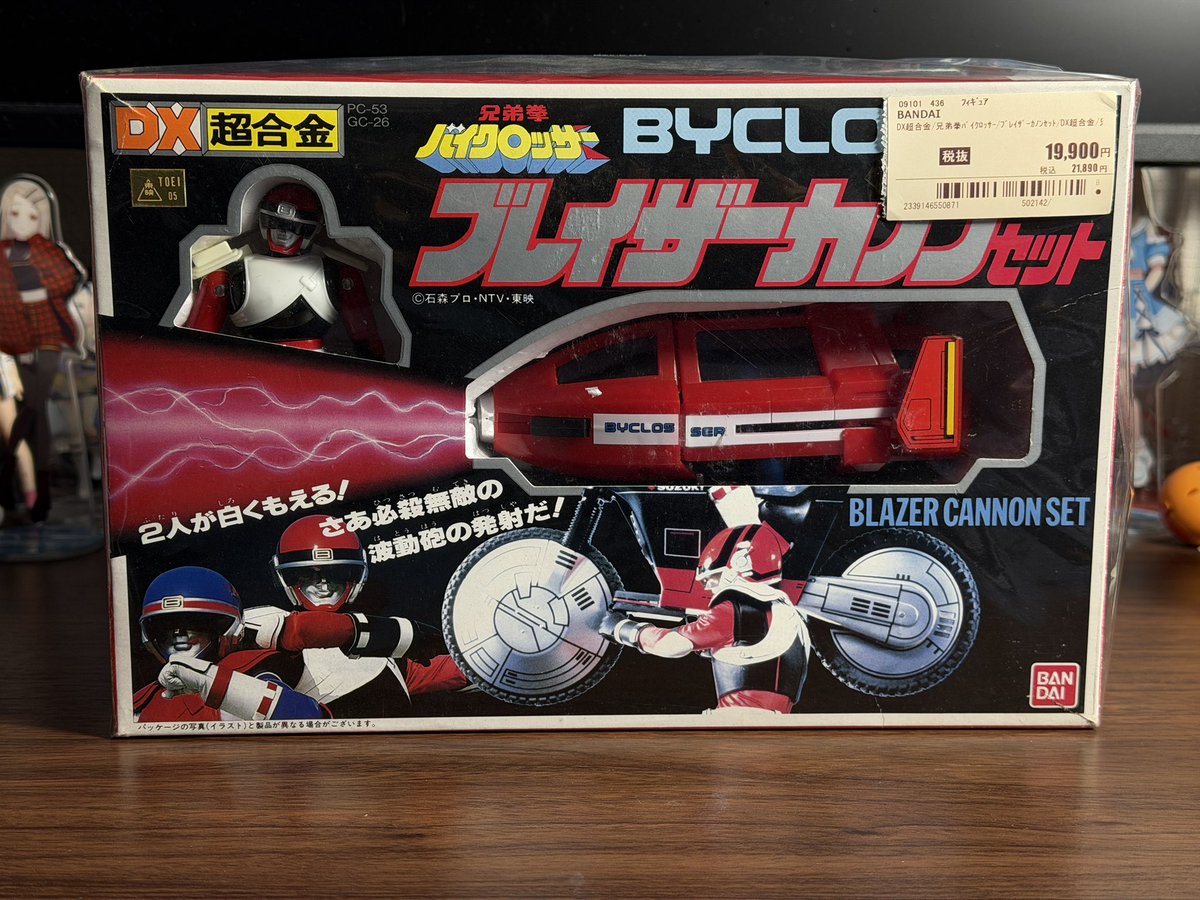 DX 超合金
PC-53
GC-26
東映 TOEI
05
兄弟拳
バイクロッサー
BYCLO
ブレイザーカノンセット
©石森プロ・NTV・東映
09101 436 フィギュア
BANDAI
DX超合金/兄弟拳バイクロッサー/ブレイザーカノンセット/DX超合金/S
税抜 19,900円
税込 21,890円
2339146550871 502142/
BYCLOS SER
2人が白くもえる!
さあ必殺無敵の
波動砲の発射だ!
SUZUKI
BLAZER CANNON SET
BAN
DAI
パッケージの写真(イラスト)と製品が異なる場合がございます。